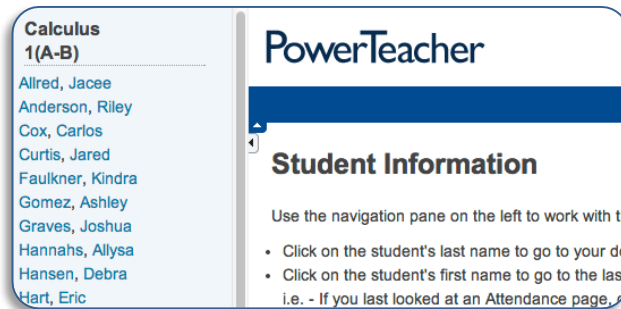 Calculus
1(A-B)
Allred, Jacee
Anderson, Riley
Cox, Carlos
Curtis, Jared
Faulkner, Kindra
Gomez, Ashley
Graves, Joshua
Hannahs, Allysa
Hansen, Debra
Hart, Eric
PowerTeacher
Student Information
Use the navigation pane on the left to work with t
• Click on the student's last name to go to your d
• Click on the student's first name to go to the las
i.e. - If you last looked at an Attendance page,